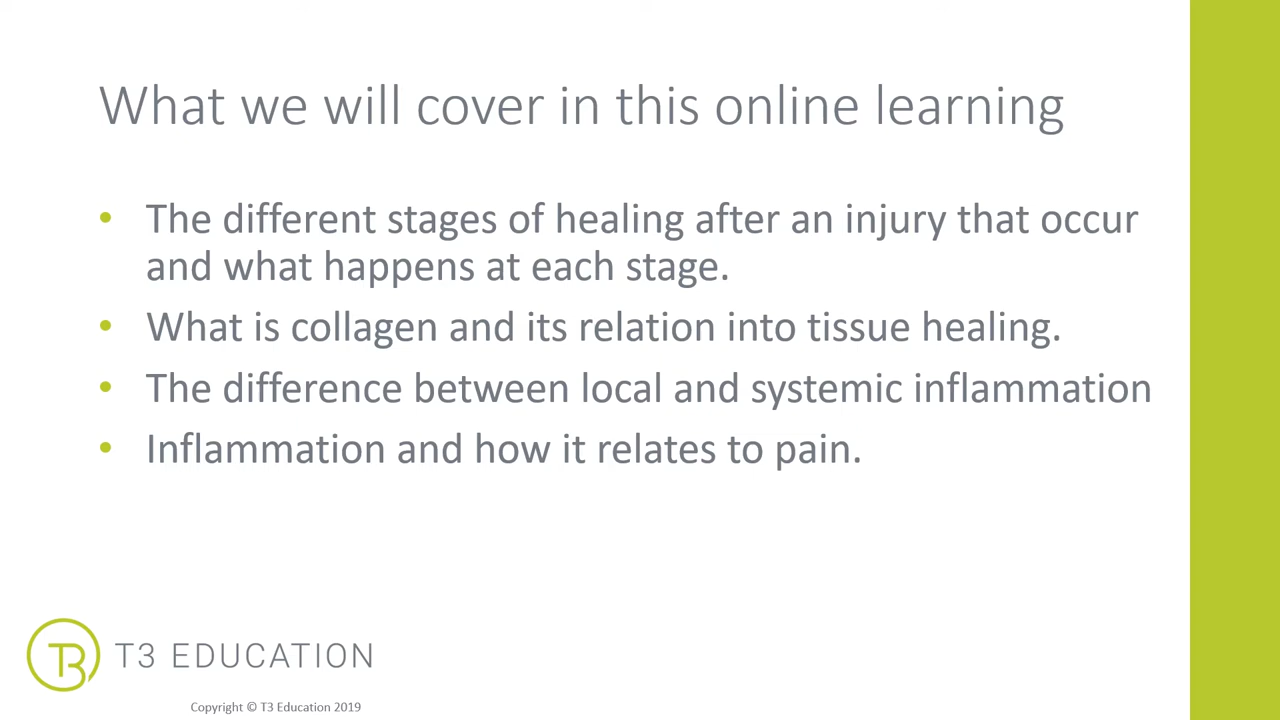 What we will cover in this online learning
• The different stages of healing after an injury that occur
and what happens at each stage.
• What is collagen and its relation into tissue healing.
• The difference between local and systemic inflammation
• Inflammation and how it relates to pain.
T3 T3 EDUCATION
Copyright © T3 Education 2019